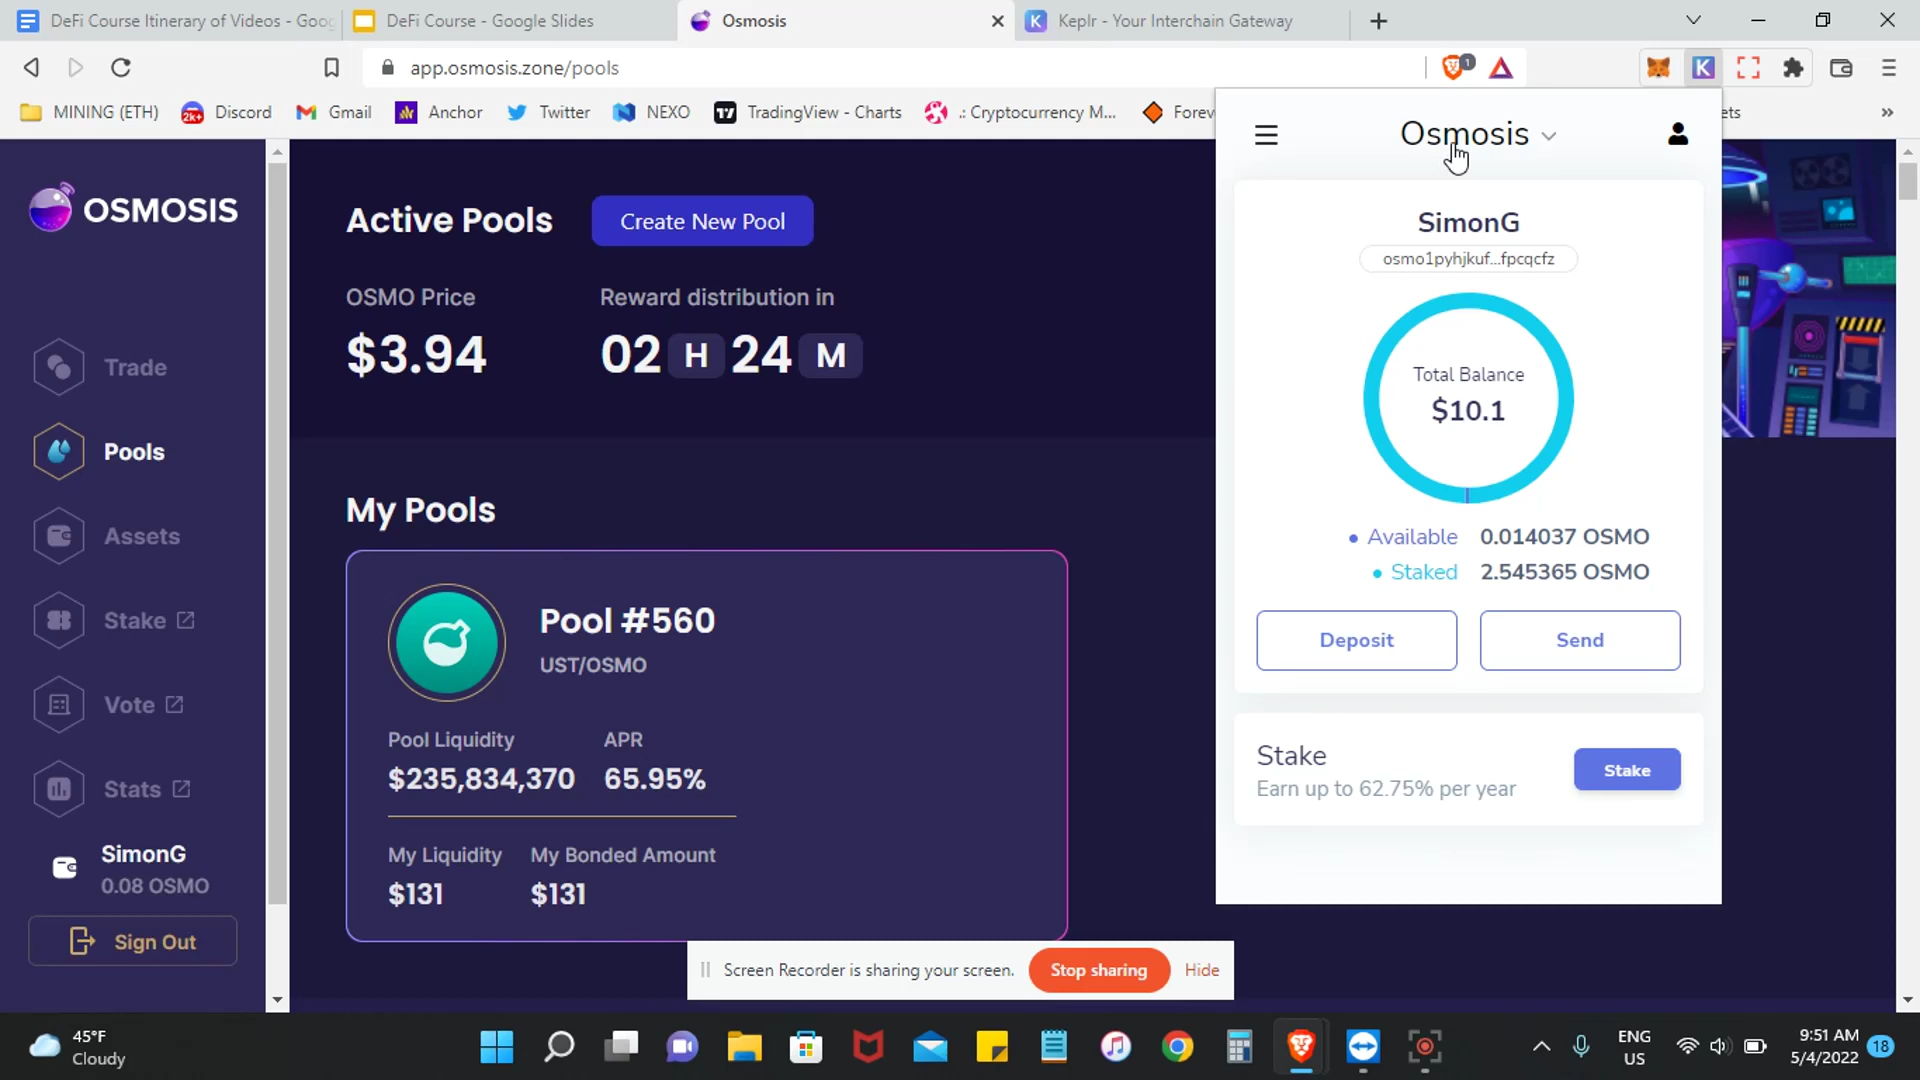 DeFi Course Itinerary of Videos - Goog
DeFi Course - Google Slides
Osmosis
Keplr - Your Interchain Gateway
app.osmosis.zone/pools
1
MINING (ETH)
2k+
Discord
Gmail
Anchor
Twitter
NEXO
TradingView - Charts
.: Cryptocurrency M...
Forev
ets
OSMOSIS
Trade
Pools
Assets
Stake
Vote
Stats
SimonG
0.08 OSMO
Sign Out
Active Pools
Create New Pool
OSMO Price
Reward distribution in
$3.94
02 H 24 M
My Pools
Pool #560
UST/OSMO
Pool Liquidity
APR
$235,834,370
65.95%
My Liquidity
My Bonded Amount
$131
$131
Osmosis
SimonG
osmo1pyhjkuf...fpcqcfz
Total Balance
$10.1
Available 0.014037 OSMO
Staked 2.545365 OSMO
Deposit
Send
Stake
Earn up to 62.75% per year
Stake
Screen Recorder is sharing your screen.
Stop sharing
Hide
45°F
Cloudy
ENG
US
9:51 AM
5/4/2022
18